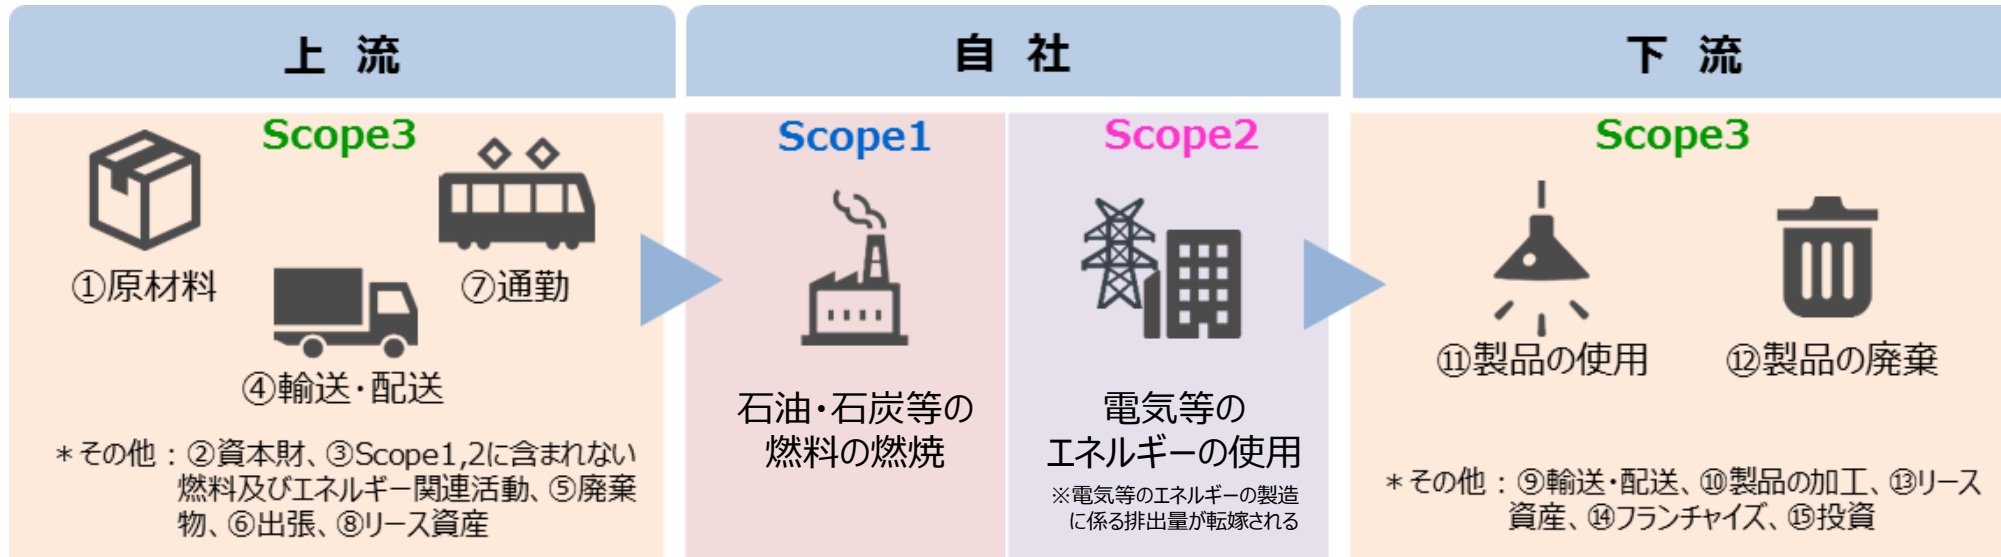 上 流
Scope3
①原材料
⑦通勤
④輸送・配送
＊その他：②資本財、③Scope1,2に含まれない
燃料及びエネルギー関連活動、⑤廃棄
物、⑥出張、⑧リース資産
自 社
Scope1
石油・石炭等の
燃料の燃焼
Scope2
電気等の
エネルギーの使用
※電気等のエネルギーの製造
に係る排出量が転嫁される
下 流
Scope3
⑪製品の使用
⑫製品の廃棄
＊その他：⑨輸送・配送、⑩製品の加工、⑬リース
資産、⑭フランチャイズ、⑮投資